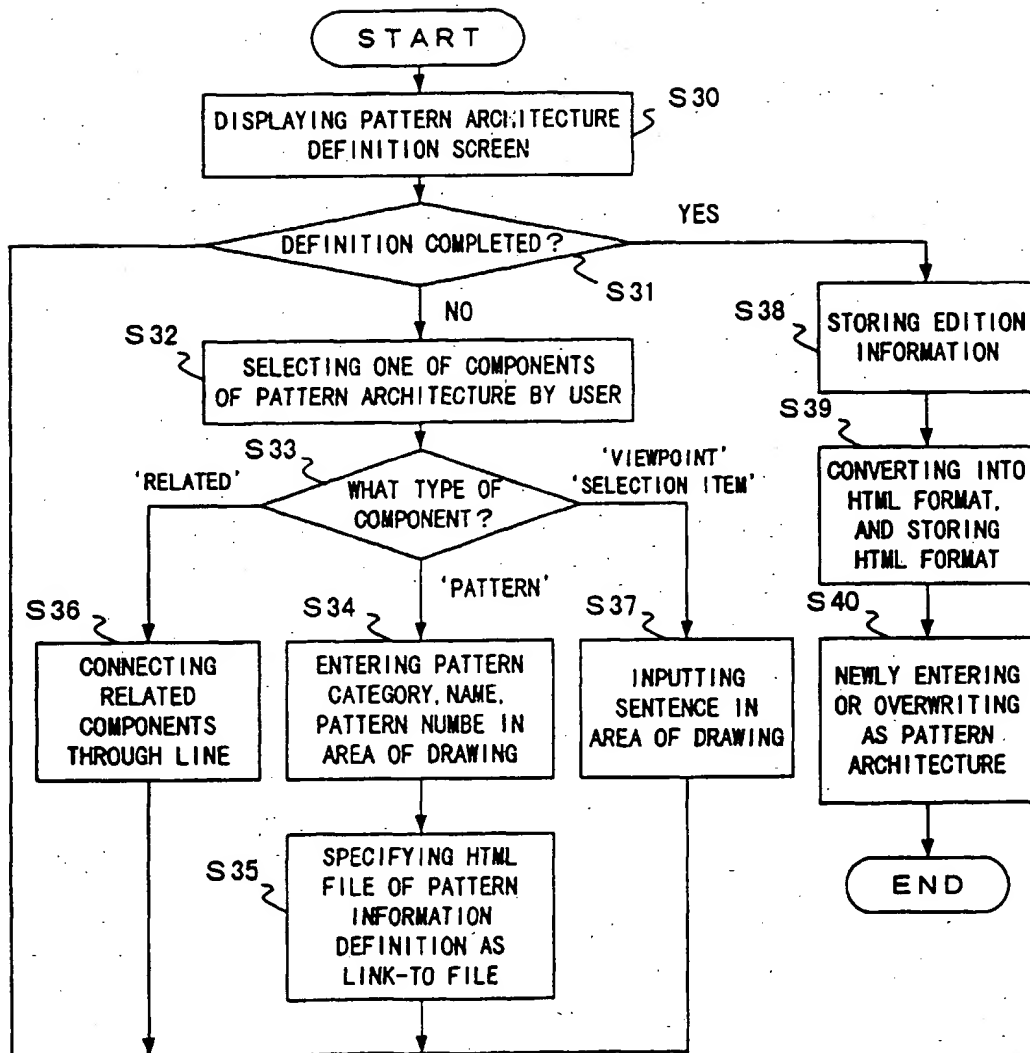 START
S30
DISPLAYING PATTERN ARCHITECTURE
DEFINITION SCREEN
YES
DEFINITION COMPLETED?
S31
NO
S32
SELECTING ONE OF COMPONENTS
OF PATTERN ARCHITECTURE BY USER
S38
STORING EDITION
INFORMATION
S33
'RELATED'
WHAT TYPE OF
COMPONENT?
'VIEWPOINT'
'SELECTION ITEM'
'PATTERN'
S39
CONVERTING INTO
HTML FORMAT,
AND STORING
HTML FORMAT
S36
CONNECTING
RELATED
COMPONENTS
THROUGH LINE
S34
ENTERING PATTERN
CATEGORY, NAME,
PATTERN NUMBE IN
AREA OF DRAWING
S37
INPUTTING
SENTENCE IN
AREA OF DRAWING
S40
NEWLY ENTERING
OR OVERWRITING
AS PATTERN
ARCHITECTURE
S35
SPECIFYING HTML
FILE OF PATTERN
INFORMATION
DEFINITION AS
LINK-TO FILE
END